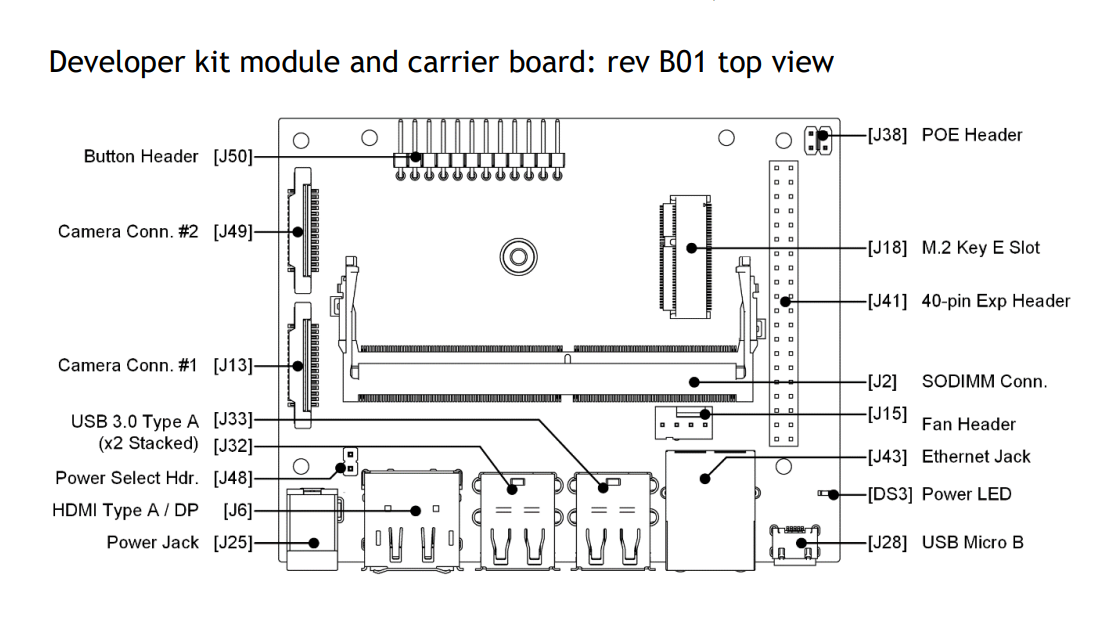 Developer kit module and carrier board: rev B01 top view
Button Header [J50]
Camera Conn. #2 [J49]
Camera Conn. #1 [J13]
USB 3.0 Type A [J33]
(x2 Stacked) [J32]
Power Select Hdr. [J48]
HDMI Type A / DP [J6]
Power Jack [J25]
[J38] POE Header
[J18] M.2 Key E Slot
[J41] 40-pin Exp Header
[J2] SODIMM Conn.
[J15] Fan Header
[J43] Ethernet Jack
[DS3] Power LED
[J28] USB Micro B